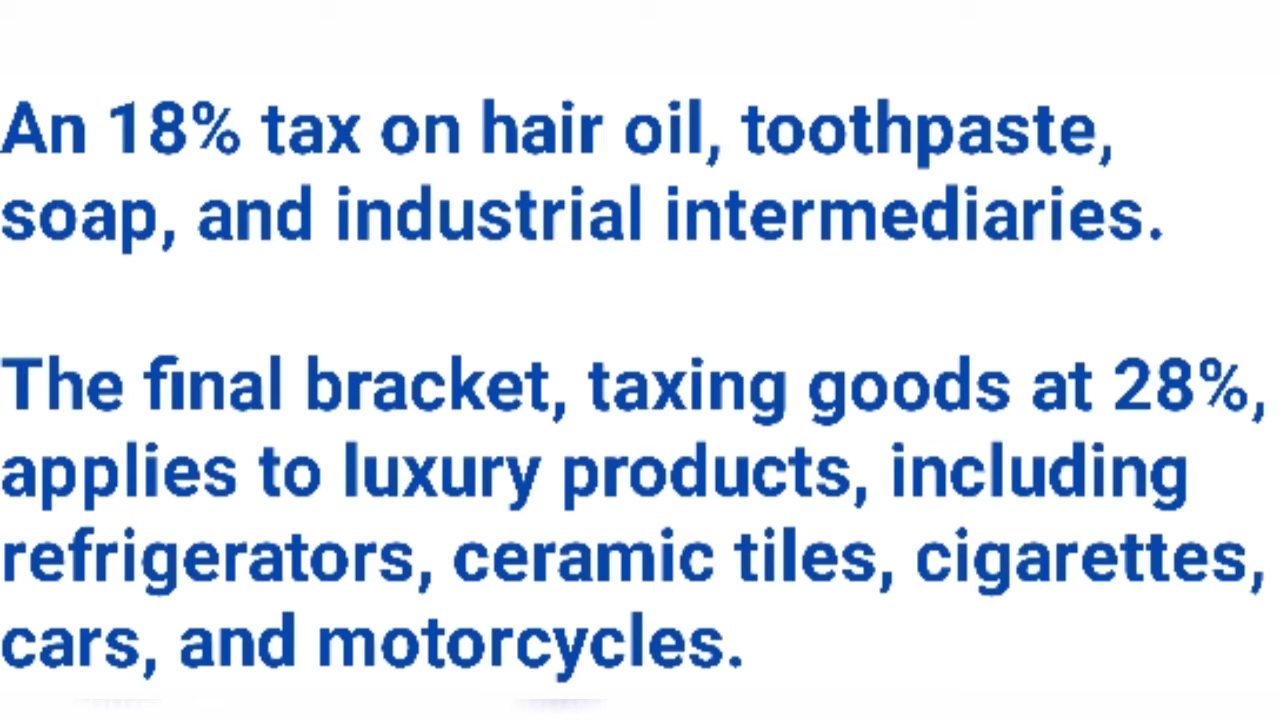 An 18% tax on hair oil, toothpaste,
soap, and industrial intermediaries.
The final bracket, taxing goods at 28%,
applies to luxury products, including
refrigerators, ceramic tiles, cigarettes,
cars, and motorcycles.